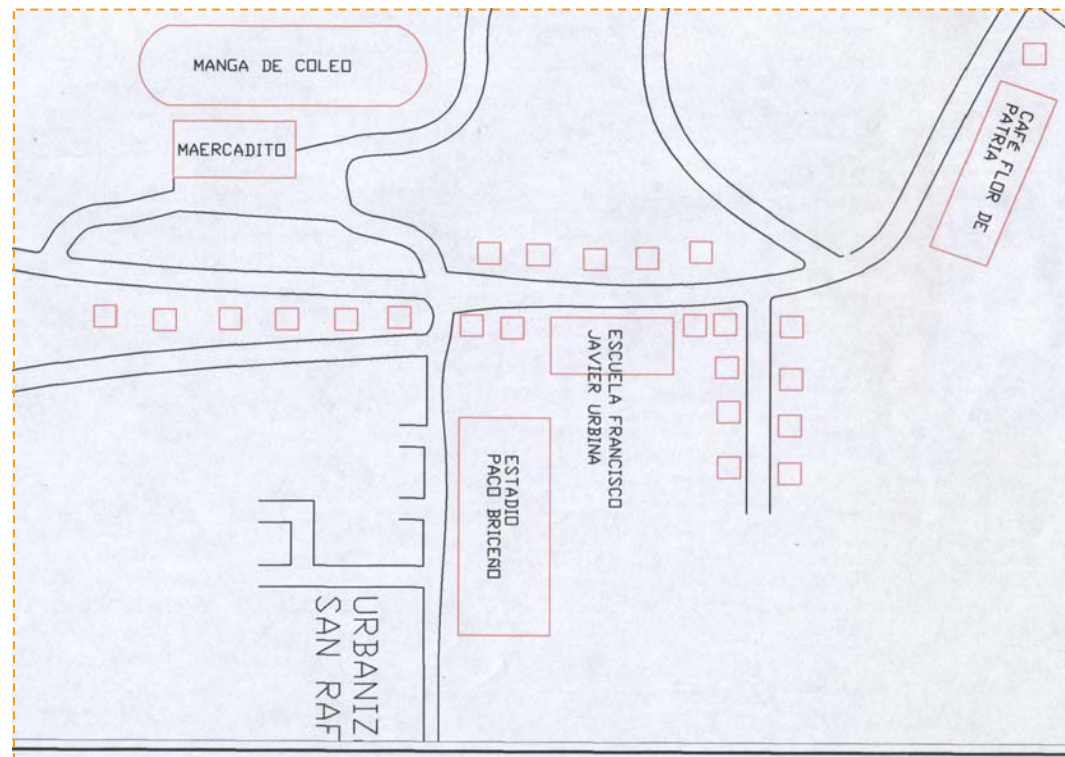 MANGA DE COLEO
MAERCADITO
CAFÉ FLOR DE
PATRIA
ESCUELA FRANCISCO
JAVIER URBINA
ESTADIO
PACO BRICEÑO
URBANIZ
SAN RAF